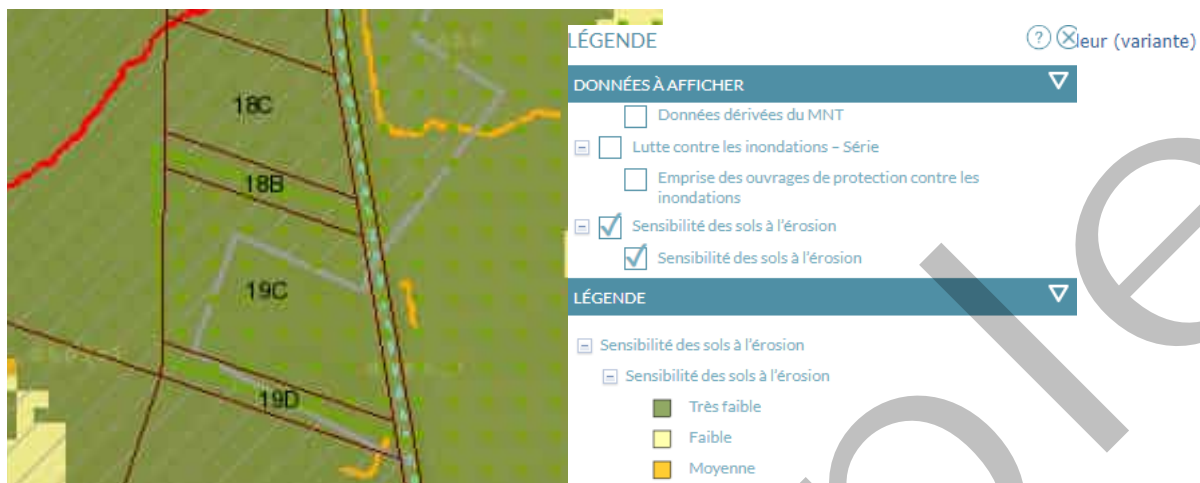 18C
18B
19C
19D
LÉGENDE
? leur (variante)
DONNÉES À AFFICHER
Données dérivées du MNT
Lutte contre les inondations – Série
Emprise des ouvrages de protection contre les
inondations
Sensibilité des sols à l'érosion
Sensibilité des sols à l'érosion
LÉGENDE
Sensibilité des sols à l'érosion
Sensibilité des sols à l'érosion
Très faible
Faible
Moyenne